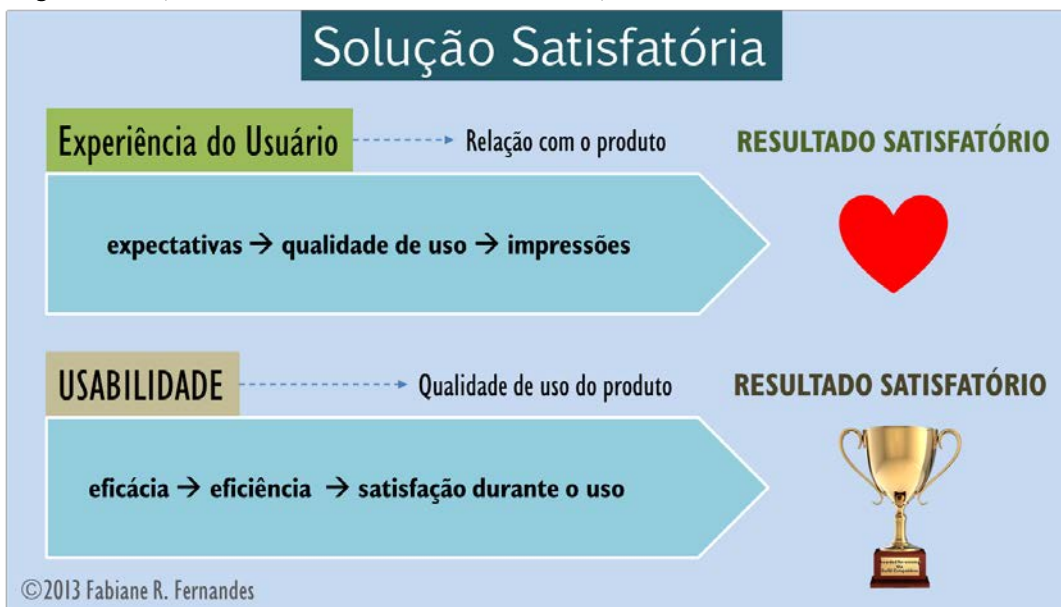 Solução Satisfatória
Experiência do Usuário
Relação com o produto
RESULTADO SATISFATÓRIO
expectativas → qualidade de uso → impressões
USABILIDADE
Qualidade de uso do produto
RESULTADO SATISFATÓRIO
eficácia → eficiência → satisfação durante o uso
©2013 Fabiane R. Fernandes